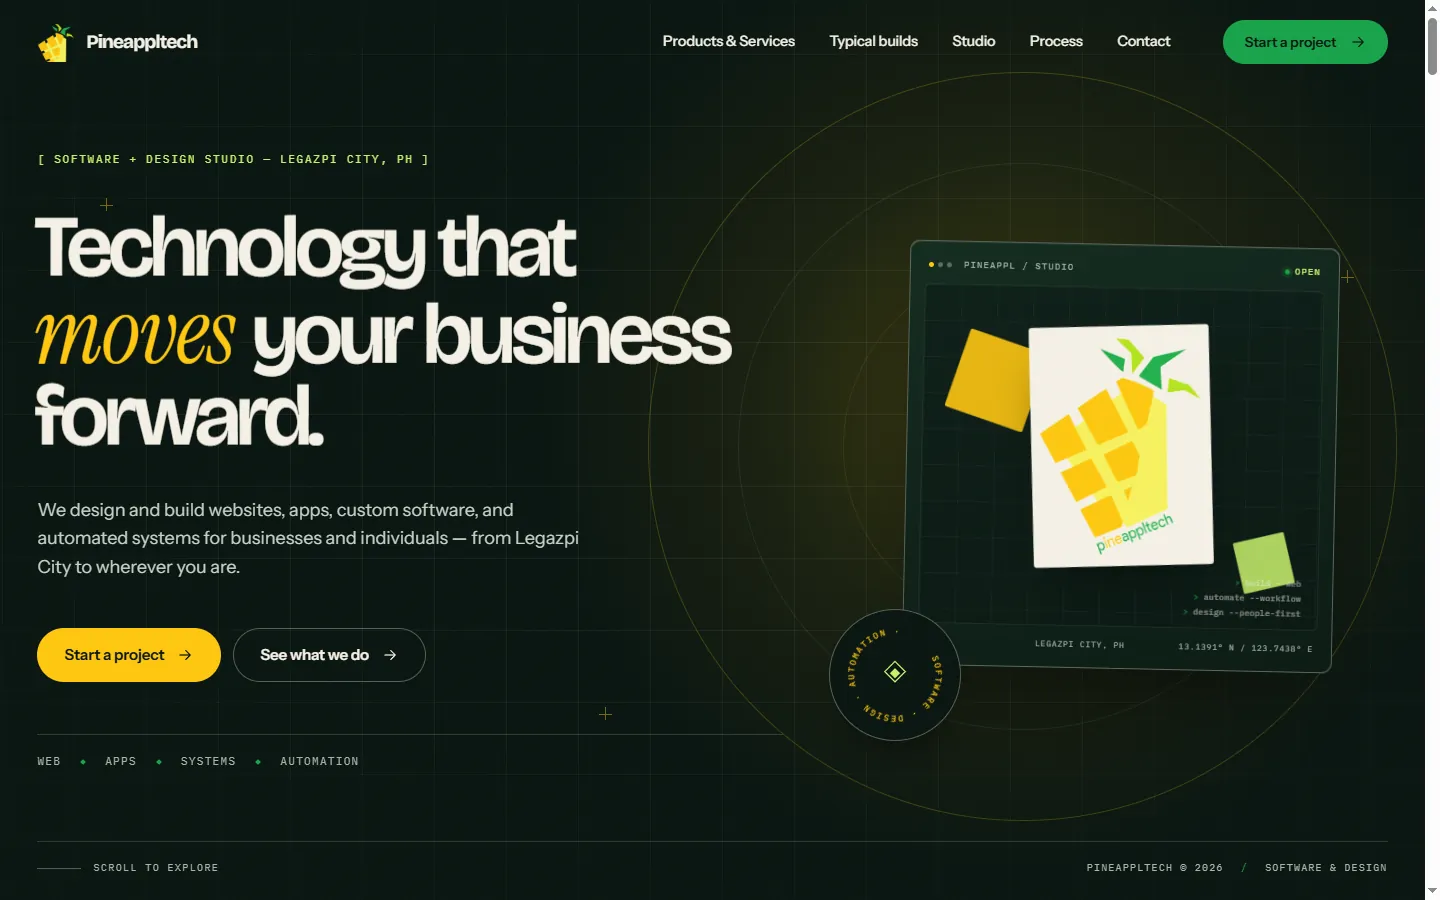 Pineappltech
Products & Services
Typical builds
Studio
Process
Contact
Start a project →
[ SOFTWARE + DESIGN STUDIO — LEGAZPI CITY, PH ]
Technology that
moves your business
forward.
We design and build websites, apps, custom software, and
automated systems for businesses and individuals — from Legazpi
City to wherever you are.
Start a project →
See what we do →
WEB ◆ APPS ◆ SYSTEMS ◆ AUTOMATION
PINEAPPL / STUDIO
OPEN
pineappltech
> build --web
> automate --workflow
> design --people-first
LEGAZPI CITY, PH
13.1391° N / 123.7438° E
SOFTWARE · DESIGN · AUTOMATION ·
SCROLL TO EXPLORE
PINEAPPLTECH © 2026 / SOFTWARE & DESIGN